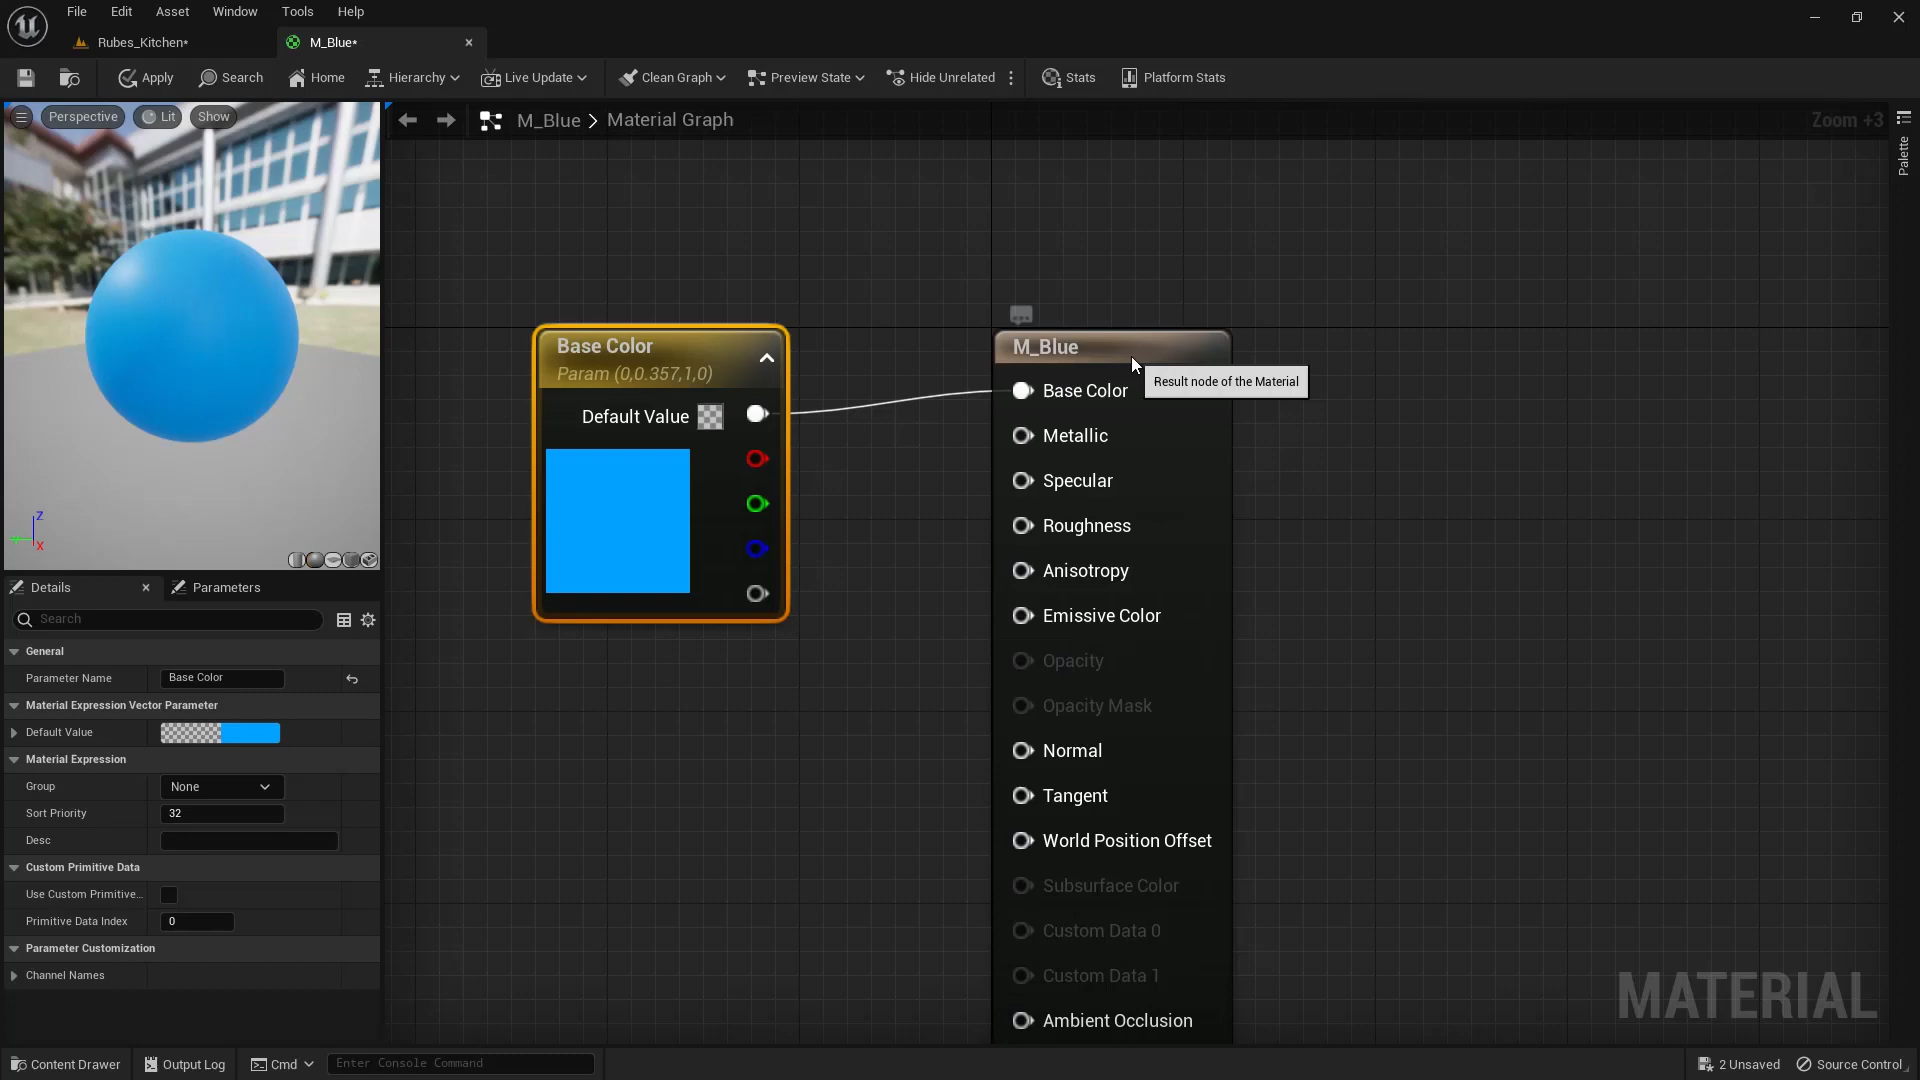 File Edit Asset Window Tools Help
Rubes_Kitchen*
M_Blue*
Apply Search Home Hierarchy Live Update Clean Graph Preview State Hide Unrelated Stats Platform Stats
Perspective Lit Show
M_Blue > Material Graph
Zoom +3
Palette
Base Color
Param (0,0.357,1,0)
Default Value
M_Blue
Result node of the Material
Base Color
Metallic
Specular
Roughness
Anisotropy
Emissive Color
Opacity
Opacity Mask
Normal
Tangent
World Position Offset
Subsurface Color
Custom Data 0
Custom Data 1
Ambient Occlusion
Z
X
Details
Parameters
Search
General
Parameter Name Base Color
Material Expression Vector Parameter
Default Value
Material Expression
Group None
Sort Priority 32
Desc
Custom Primitive Data
Use Custom Primitive...
Primitive Data Index 0
Parameter Customization
Channel Names
MATERIAL
Content Drawer Output Log Cmd Enter Console Command
2 Unsaved Source Control